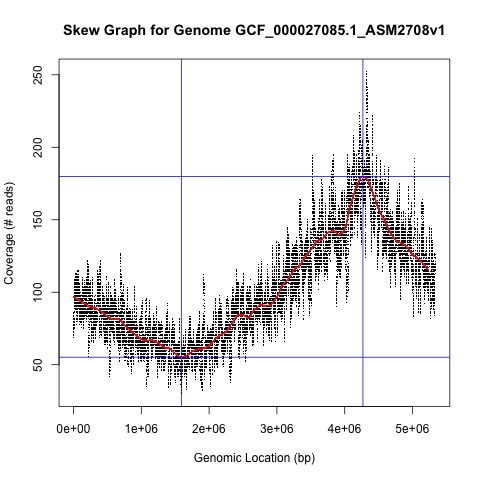 Skew Graph for Genome GCF_000027085.1_ASM2708v1
Coverage (# reads)
250
200
150
100
50
0e+00 1e+06 2e+06 3e+06 4e+06 5e+06
Genomic Location (bp)